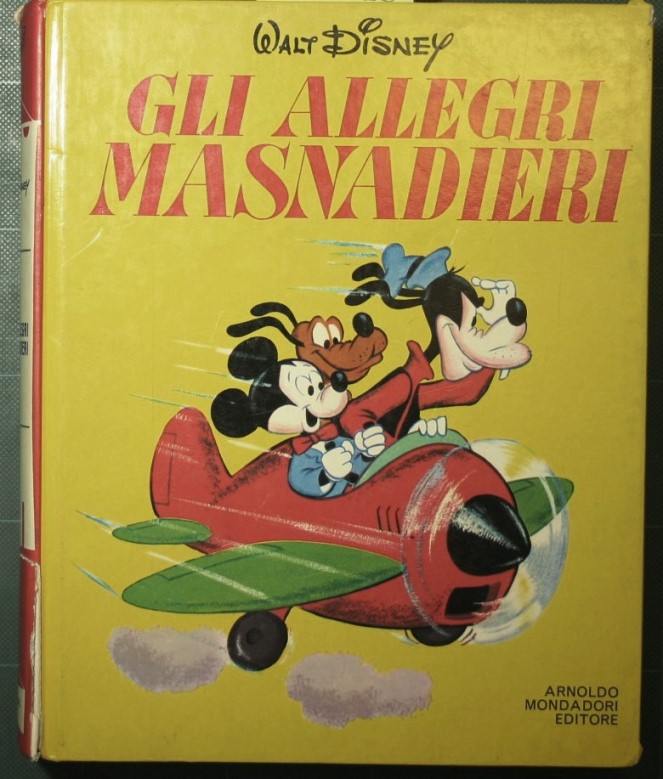 WALT DISNEY
GLI ALLEGRI
MASNADIERI
ARNOLDO
MONDADORI
EDITORE